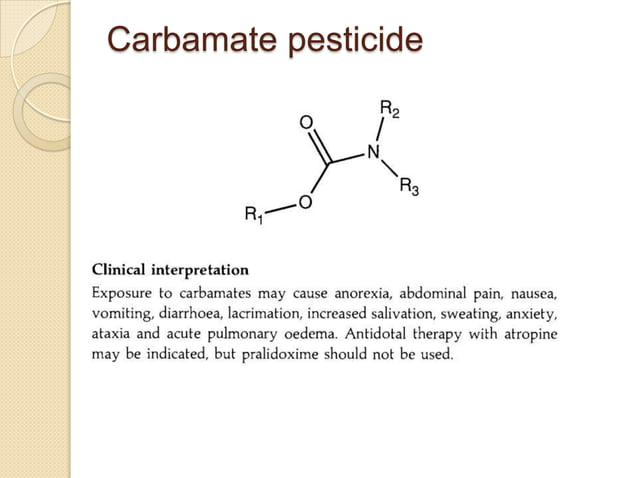 Carbamate pesticide
R2
O
N
R3
O
R1
Clinical interpretation
Exposure to carbamates may cause anorexia, abdominal pain, nausea,
vomiting, diarrhoea, lacrimation, increased salivation, sweating, anxiety,
ataxia and acute pulmonary oedema. Antidotal therapy with atropine
may be indicated, but pralidoxime should not be used.